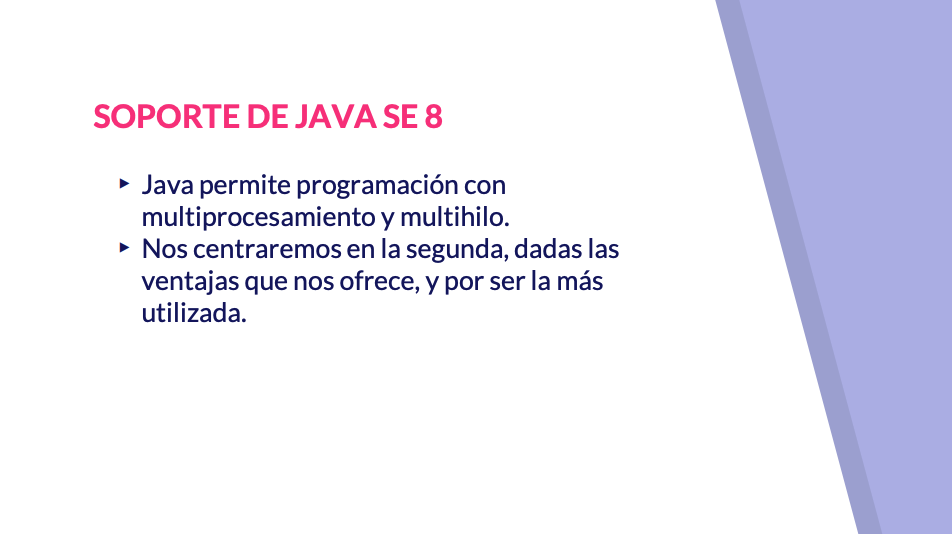 SOPORTE DE JAVA SE 8
▸ Java permite programación con
multiprocesamiento y multihilo.
▸ Nos centraremos en la segunda, dadas las
ventajas que nos ofrece, y por ser la más
utilizada.